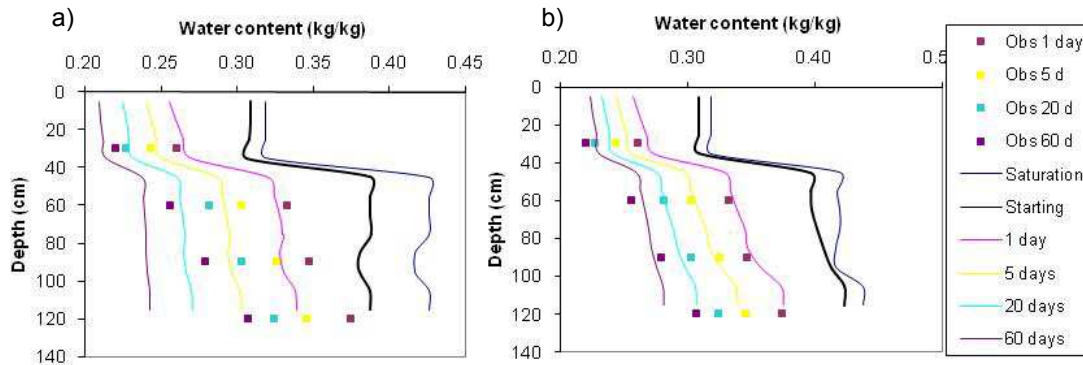 a)
Water content (kg/kg)
0.20 0.25 0.30 0.35 0.40 0.45
0
20
40
60
80
100
120
140
Depth (cm)
b)
Water content (kg/kg)
0.20 0.30 0.40 0.5
0
20
40
60
80
100
120
140
Depth (cm)
Obs 1 day
Obs 5 d
Obs 20 d
Obs 60 d
Saturation
Starting
1 day
5 days
20 days
60 days